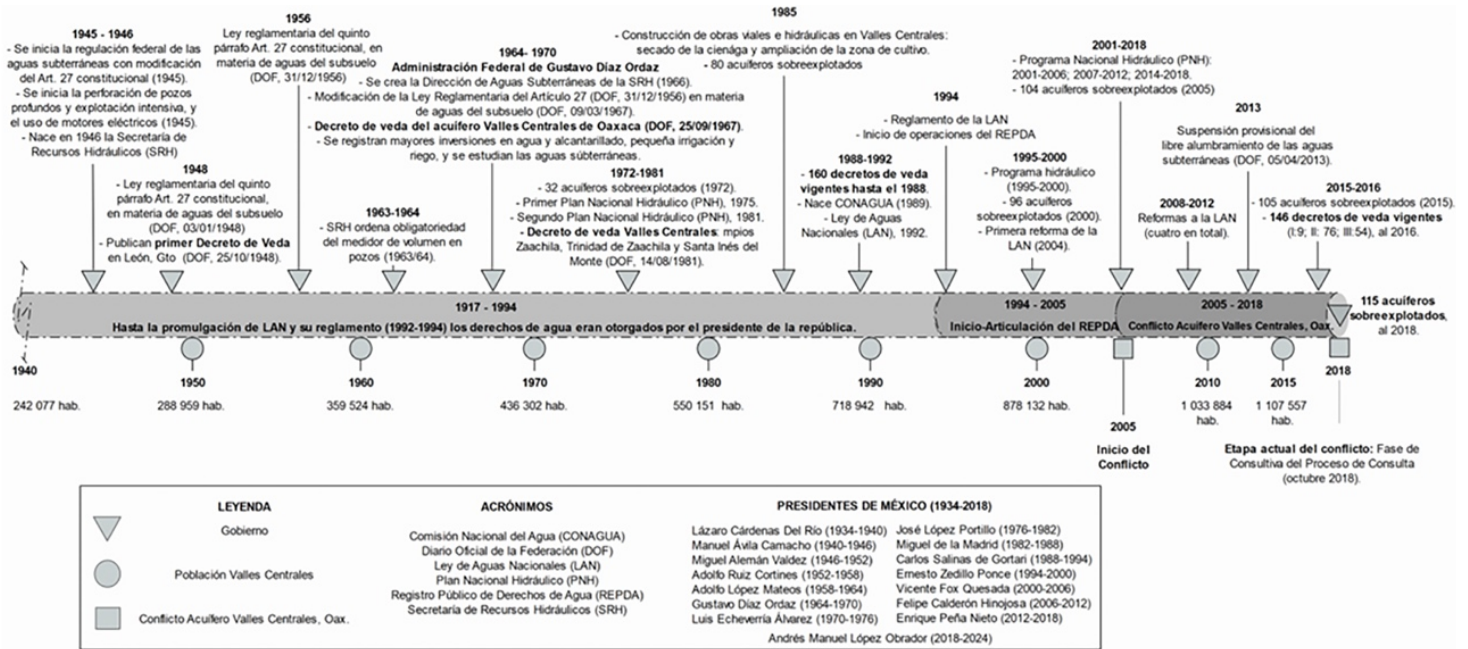 1945 - 1946
- Se inicia la regulación federal de las
aguas subterráneas con modificación
del Art. 27 constitucional (1945).
- Se inicia la perforación de pozos
profundos y explotación intensiva, y
el uso de motores eléctricos (1945).
- Nace en 1946 la Secretaría de
Recursos Hidráulicos (SRH)
1948
- Ley reglamentaria del quinto
párrafo Art. 27 constitucional,
en materia de aguas del subsuelo
(DOF, 03/01/1948)
- Publican primer Decreto de Veda
en León, Gto (DOF, 25/10/1948).
1956
Ley reglamentaria del quinto
párrafo Art. 27 constitucional, en
materia de aguas del subsuelo
(DOF, 31/12/1956)
1963-1964
- SRH ordena obligatoriedad
del medidor de volumen en
pozos (1963/64).
1964- 1970
Administración Federal de Gustavo Díaz Ordaz
- Se crea la Dirección de Aguas Subterráneas de la SRH (1966).
- Modificación de la Ley Reglamentaria del Artículo 27 (DOF, 31/12/1956) en materia
de aguas del subsuelo (DOF, 09/03/1967).
- Decreto de veda del acuífero Valles Centrales de Oaxaca (DOF, 25/09/1967).
- Se registran mayores inversiones en agua y alcantarillado, pequeña irrigación y
riego, y se estudian las aguas súbterráneas.
1972-1981
- 32 acuíferos sobreexplotados (1972).
- Primer Plan Nacional Hidráulico (PNH), 1975.
- Segundo Plan Nacional Hidráulico (PNH), 1981.
- Decreto de veda Valles Centrales: mpios
Zaachila, Trinidad de Zaachila y Santa Inés del
Monte (DOF, 14/08/1981).
1985
- Construcción de obras viales e hidráulicas en Valles Centrales:
secado de la cienága y ampliación de la zona de cultivo.
- 80 acuíferos sobreexplotados
1988-1992
- 160 decretos de veda
vigentes hasta el 1988.
- Nace CONAGUA (1989).
- Ley de Aguas
Nacionales (LAN), 1992.
1994
- Reglamento de la LAN
- Inicio de operaciones del REPDA
1995-2000
- Programa hidráulico
(1995-2000).
- 96 acuíferos
sobreexplotados (2000).
- Primera reforma de la
LAN (2004).
2001-2018
- Programa Nacional Hidráulico (PNH):
2001-2006; 2007-2012; 2014-2018.
- 104 acuíferos sobreexplotados (2005)
2008-2012
Reformas a la LAN
(cuatro en total).
2013
Suspensión provisional del
libre alumbramiento de las aguas
subterráneas (DOF, 05/04/2013).
2015-2016
- 105 acuíferos sobreexplotados (2015).
- 146 decretos de veda vigentes
(I:9; II: 76; III:54), al 2016.
1917 - 1994
Hasta la promulgación de LAN y su reglamento (1992-1994) los derechos de agua eran otorgados por el presidente de la república.
1994 - 2005
Inicio-Articulación del REPDA
2005 - 2018
Conflicto Acuífero Valles Centrales, Oax.
115 acuíferos
sobreexplotados,
al 2018.
1940
242 077 hab.
1950
288 959 hab.
1960
359 524 hab.
1970
436 302 hab.
1980
550 151 hab.
1990
718 942 hab.
2000
878 132 hab.
2005
Inicio del
Conflicto
2010
1 033 884
hab.
2015
1 107 557
hab.
2018
Etapa actual del conflicto: Fase de
Consultiva del Proceso de Consulta
(octubre 2018).
LEYENDA
Gobierno
Población Valles Centrales
Conflicto Acuífero Valles Centrales, Oax.
ACRÓNIMOS
Comisión Nacional del Agua (CONAGUA)
Diario Oficial de la Federación (DOF)
Ley de Aguas Nacionales (LAN)
Plan Nacional Hidráulico (PNH)
Registro Público de Derechos de Agua (REPDA)
Secretaría de Recursos Hidráulicos (SRH)
PRESIDENTES DE MÉXICO (1934-2018)
Lázaro Cárdenas Del Río (1934-1940)
Manuel Ávila Camacho (1940-1946)
Miguel Alemán Valdez (1946-1952)
Adolfo Ruiz Cortines (1952-1958)
Adolfo López Mateos (1958-1964)
Gustavo Díaz Ordaz (1964-1970)
Luis Echeverría Álvarez (1970-1976)
José López Portillo (1976-1982)
Miguel de la Madrid (1982-1988)
Carlos Salinas de Gortari (1988-1994)
Ernesto Zedillo Ponce (1994-2000)
Vicente Fox Quesada (2000-2006)
Felipe Calderón Hinojosa (2006-2012)
Enrique Peña Nieto (2012-2018)
Andrés Manuel López Obrador (2018-2024)